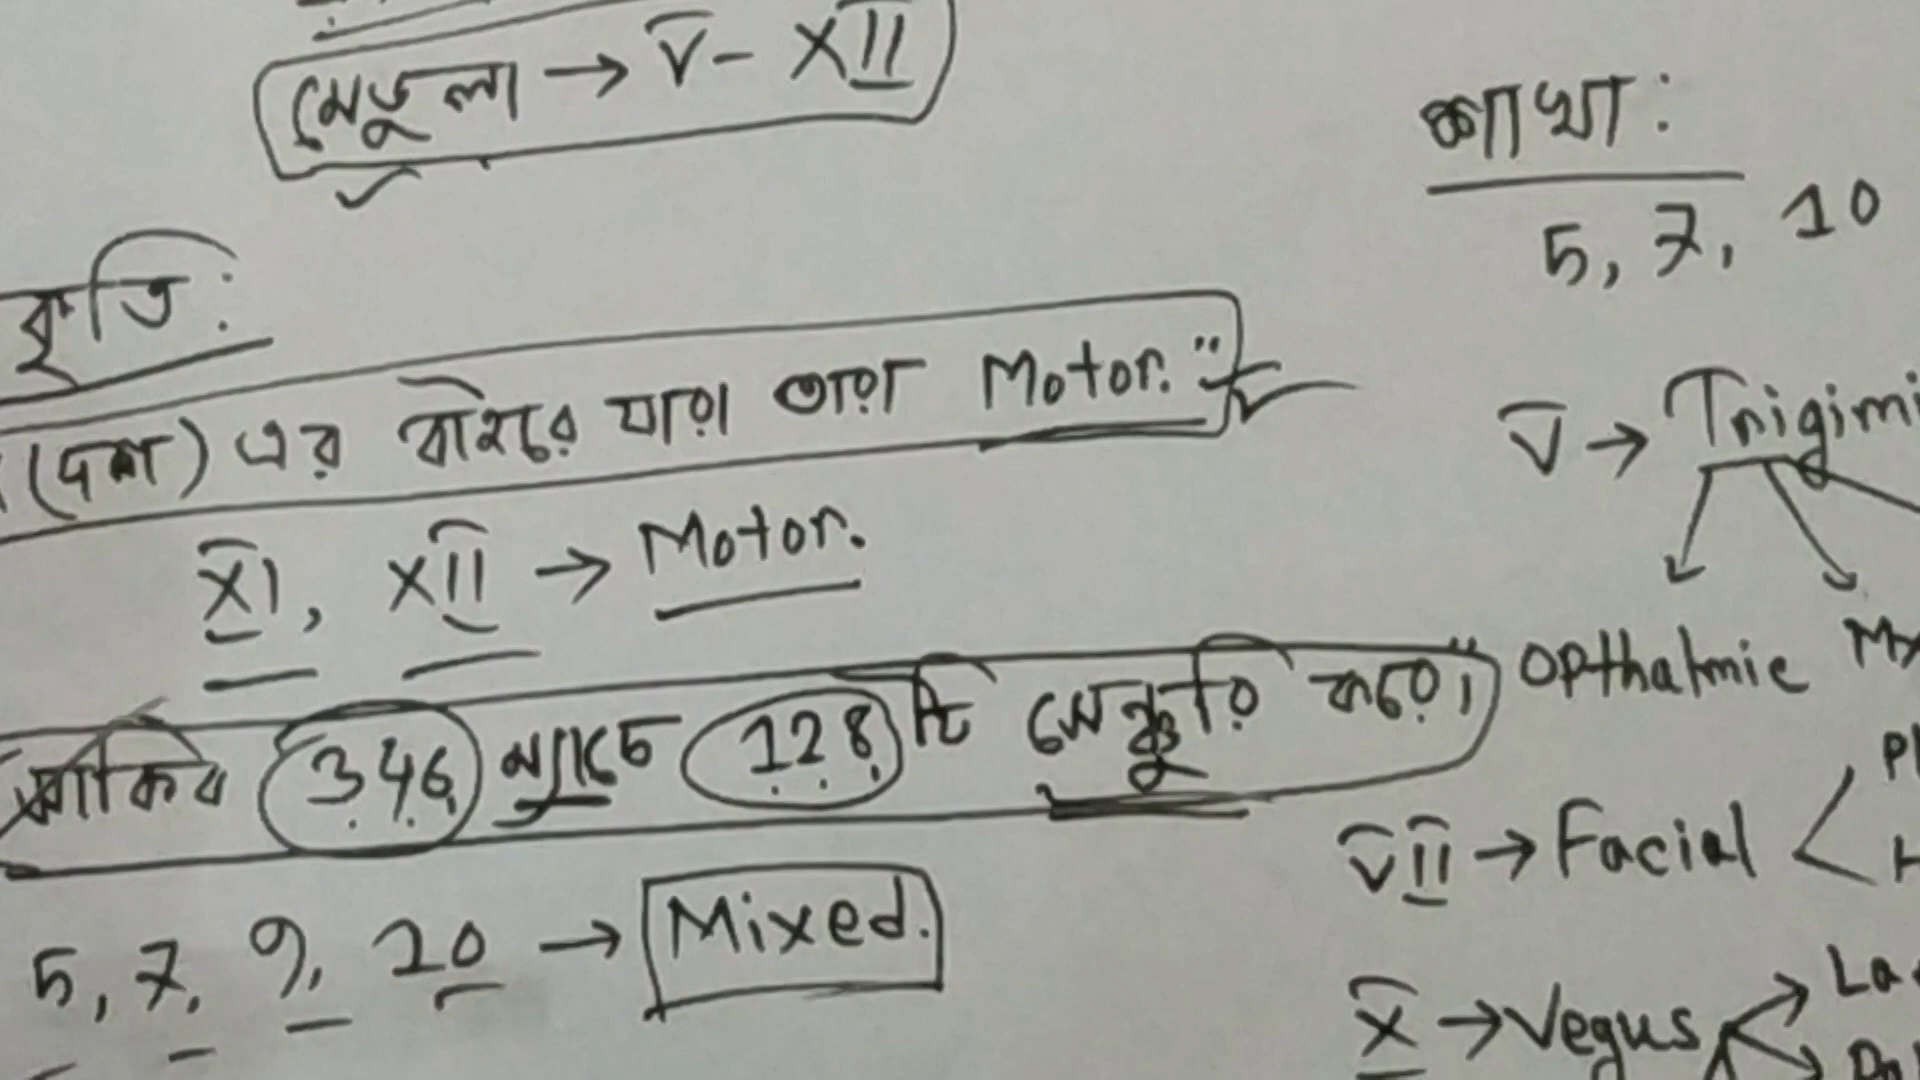 মেডুলা → V - XII
কৃতি:
(দশ) এর বাইরে যারা তারা Motor."
XI, XII → Motor.
সাকিব 346 ম্যাচে 128 টি সেঞ্চুরি করে।"
5, 7, 9, 10 → Mixed.
শাখা:
5, 7, 10
V → Trigimi
Opthalmic
VII → Facial
X → Vegus
La